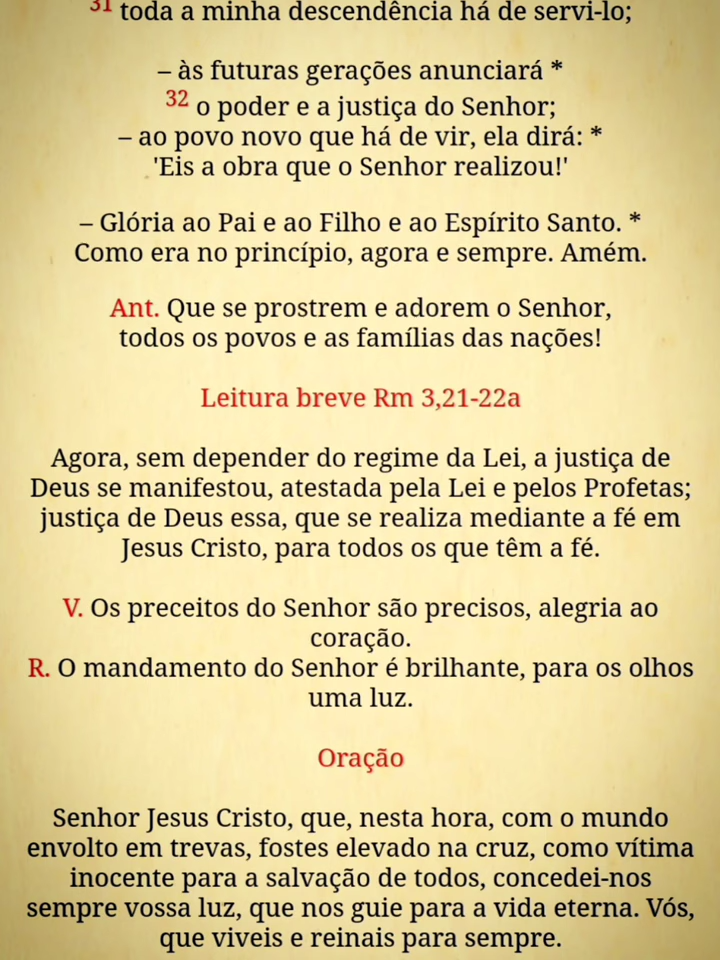 31 toda a minha descendência há de servi-lo;
– às futuras gerações anunciará *
32 o poder e a justiça do Senhor;
– ao povo novo que há de vir, ela dirá: *
'Eis a obra que o Senhor realizou!'
– Glória ao Pai e ao Filho e ao Espírito Santo. *
Como era no princípio, agora e sempre. Amém.
Ant. Que se prostrem e adorem o Senhor,
todos os povos e as famílias das nações!
Leitura breve Rm 3,21-22a
Agora, sem depender do regime da Lei, a justiça de
Deus se manifestou, atestada pela Lei e pelos Profetas;
justiça de Deus essa, que se realiza mediante a fé em
Jesus Cristo, para todos os que têm a fé.
V. Os preceitos do Senhor são precisos, alegria ao
coração.
R. O mandamento do Senhor é brilhante, para os olhos
uma luz.
Oração
Senhor Jesus Cristo, que, nesta hora, com o mundo
envolto em trevas, fostes elevado na cruz, como vítima
inocente para a salvação de todos, concedei-nos
sempre vossa luz, que nos guie para a vida eterna. Vós,
que viveis e reinais para sempre.